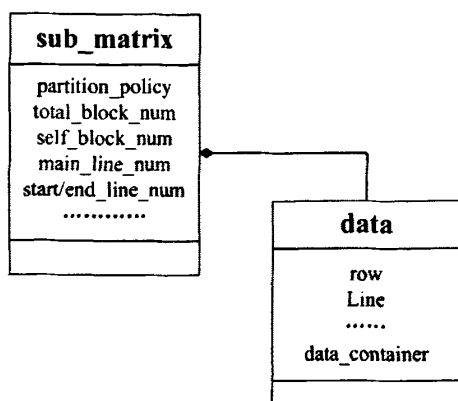 sub_matrix
partition_policy
total_block_num
self_block_num
main_line_num
start/end_line_num
............
data
row
Line
......
data_container